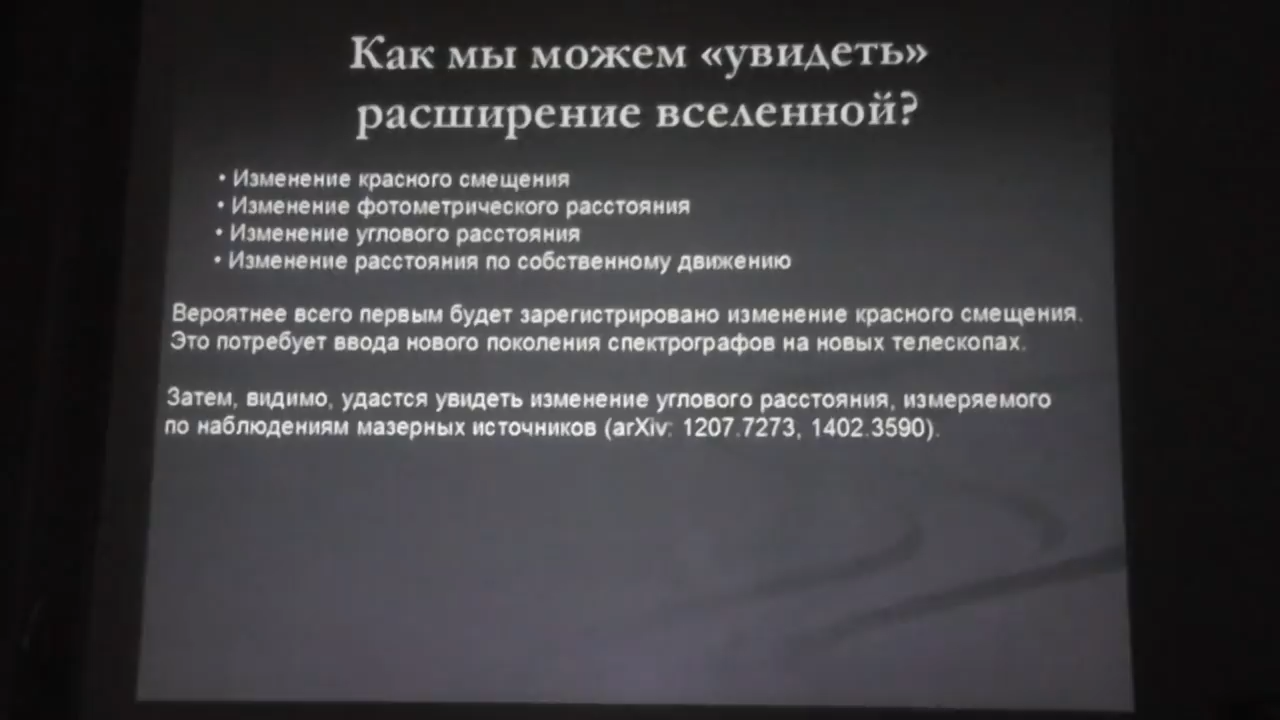 Как мы можем «увидеть»
расширение вселенной?
• Изменение красного смещения
• Изменение фотометрического расстояния
• Изменение углового расстояния
• Изменение расстояния по собственному движению
Вероятнее всего первым будет зарегистрировано изменение красного смещения.
Это потребует ввода нового поколения спектрографов на новых телескопах.
Затем, видимо, удастся увидеть изменение углового расстояния, измеряемого
по наблюдениям мазерных источников (arXiv: 1207.7273, 1402.3590).